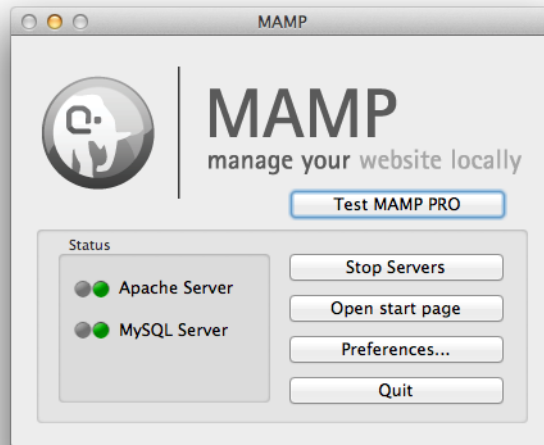 MAMP
MAMP
manage your website locally
Test MAMP PRO
Status
Apache Server
MySQL Server
Stop Servers
Open start page
Preferences...
Quit